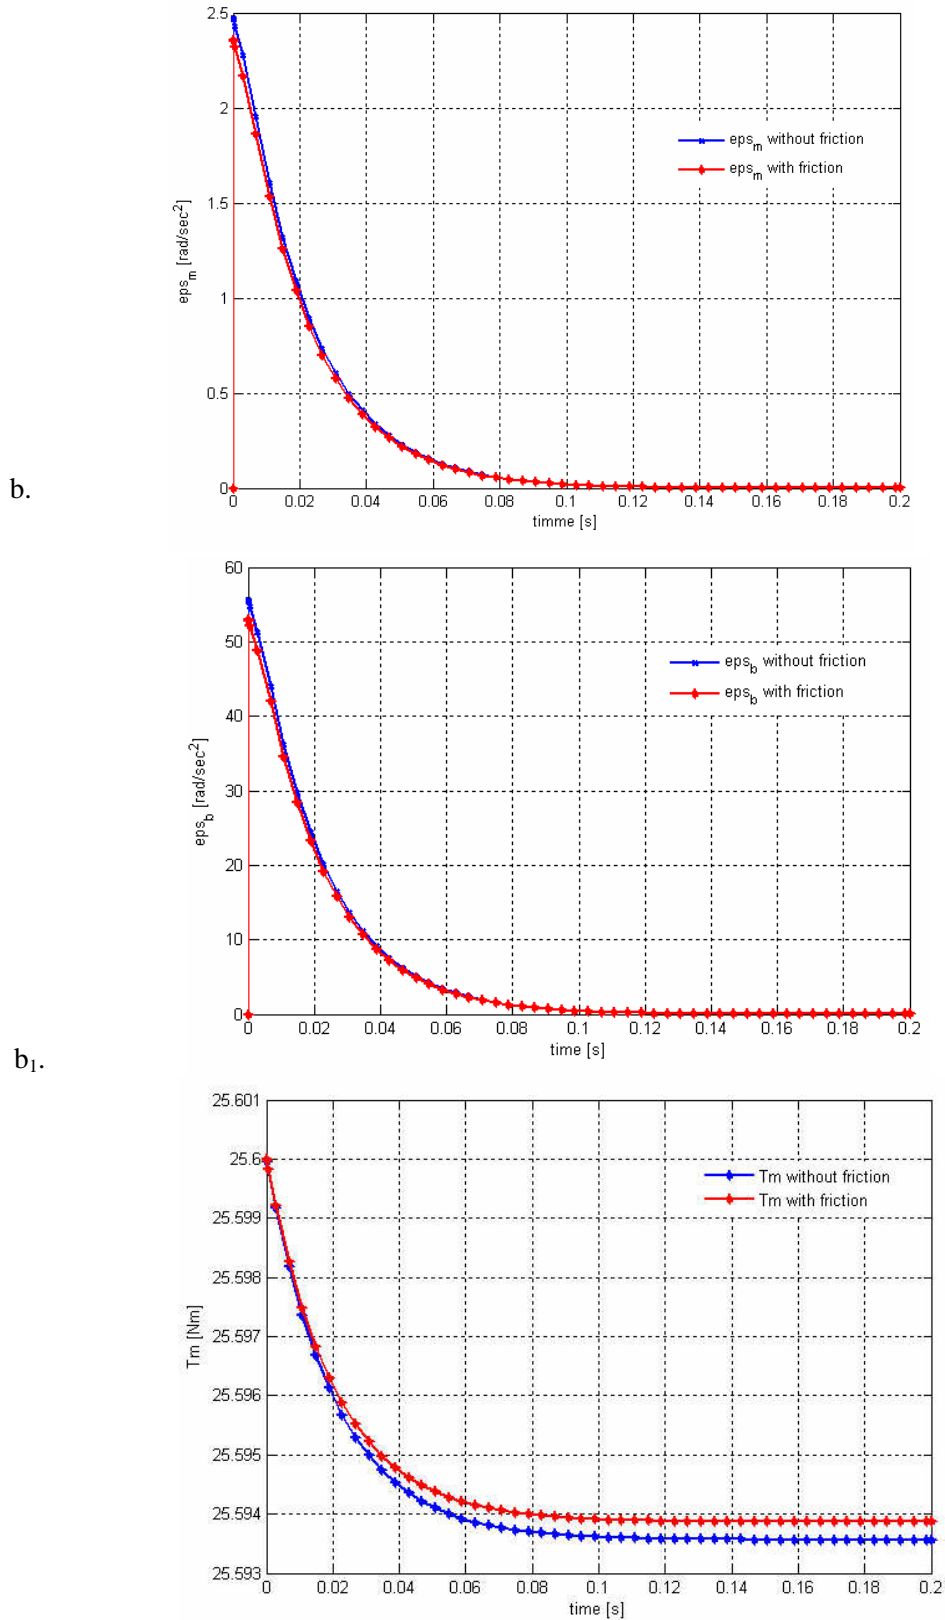 2.5
2
1.5
1
0.5
0
eps_m [rad/sec^2]
eps_m without friction
eps_m with friction
0 0.02 0.04 0.06 0.08 0.1 0.12 0.14 0.16 0.18 0.2
timme [s]
b.
60
50
40
30
20
10
0
eps_b [rad/sec^2]
eps_b without friction
eps_b with friction
0 0.02 0.04 0.06 0.08 0.1 0.12 0.14 0.16 0.18 0.2
time [s]
b_1.
25.601
25.6
25.599
25.598
25.597
25.596
25.595
25.594
25.593
Tm [Nm]
Tm without friction
Tm with friction
0 0.02 0.04 0.06 0.08 0.1 0.12 0.14 0.16 0.18 0.2
time [s]